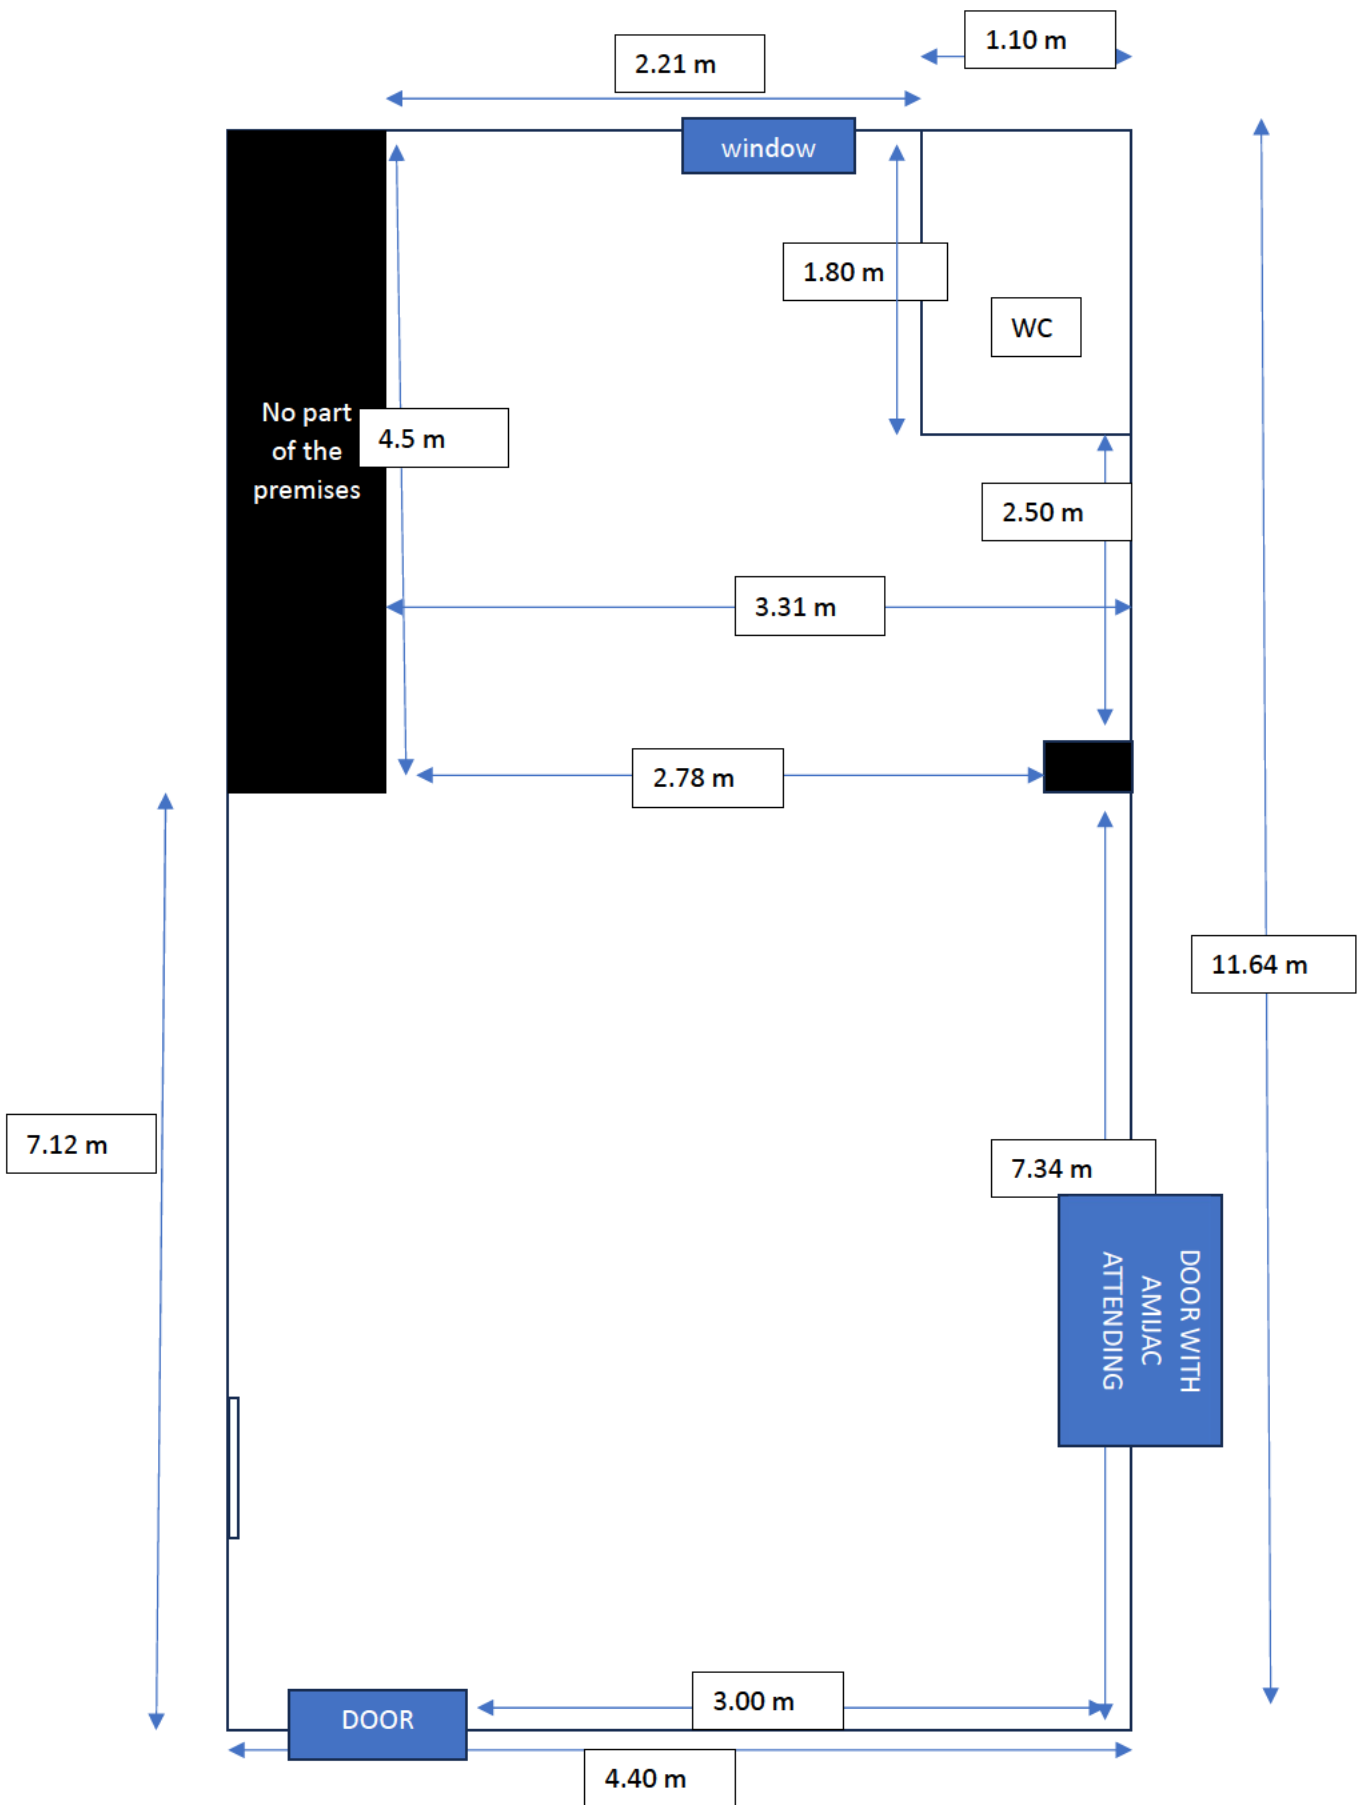 1.10 m
2.21 m
window
1.80 m
WC
No part
of the
premises
4.5 m
2.50 m
3.31 m
2.78 m
11.64 m
7.12 m
7.34 m
DOOR WITH
AMIJAC
ATTENDING
3.00 m
DOOR
4.40 m